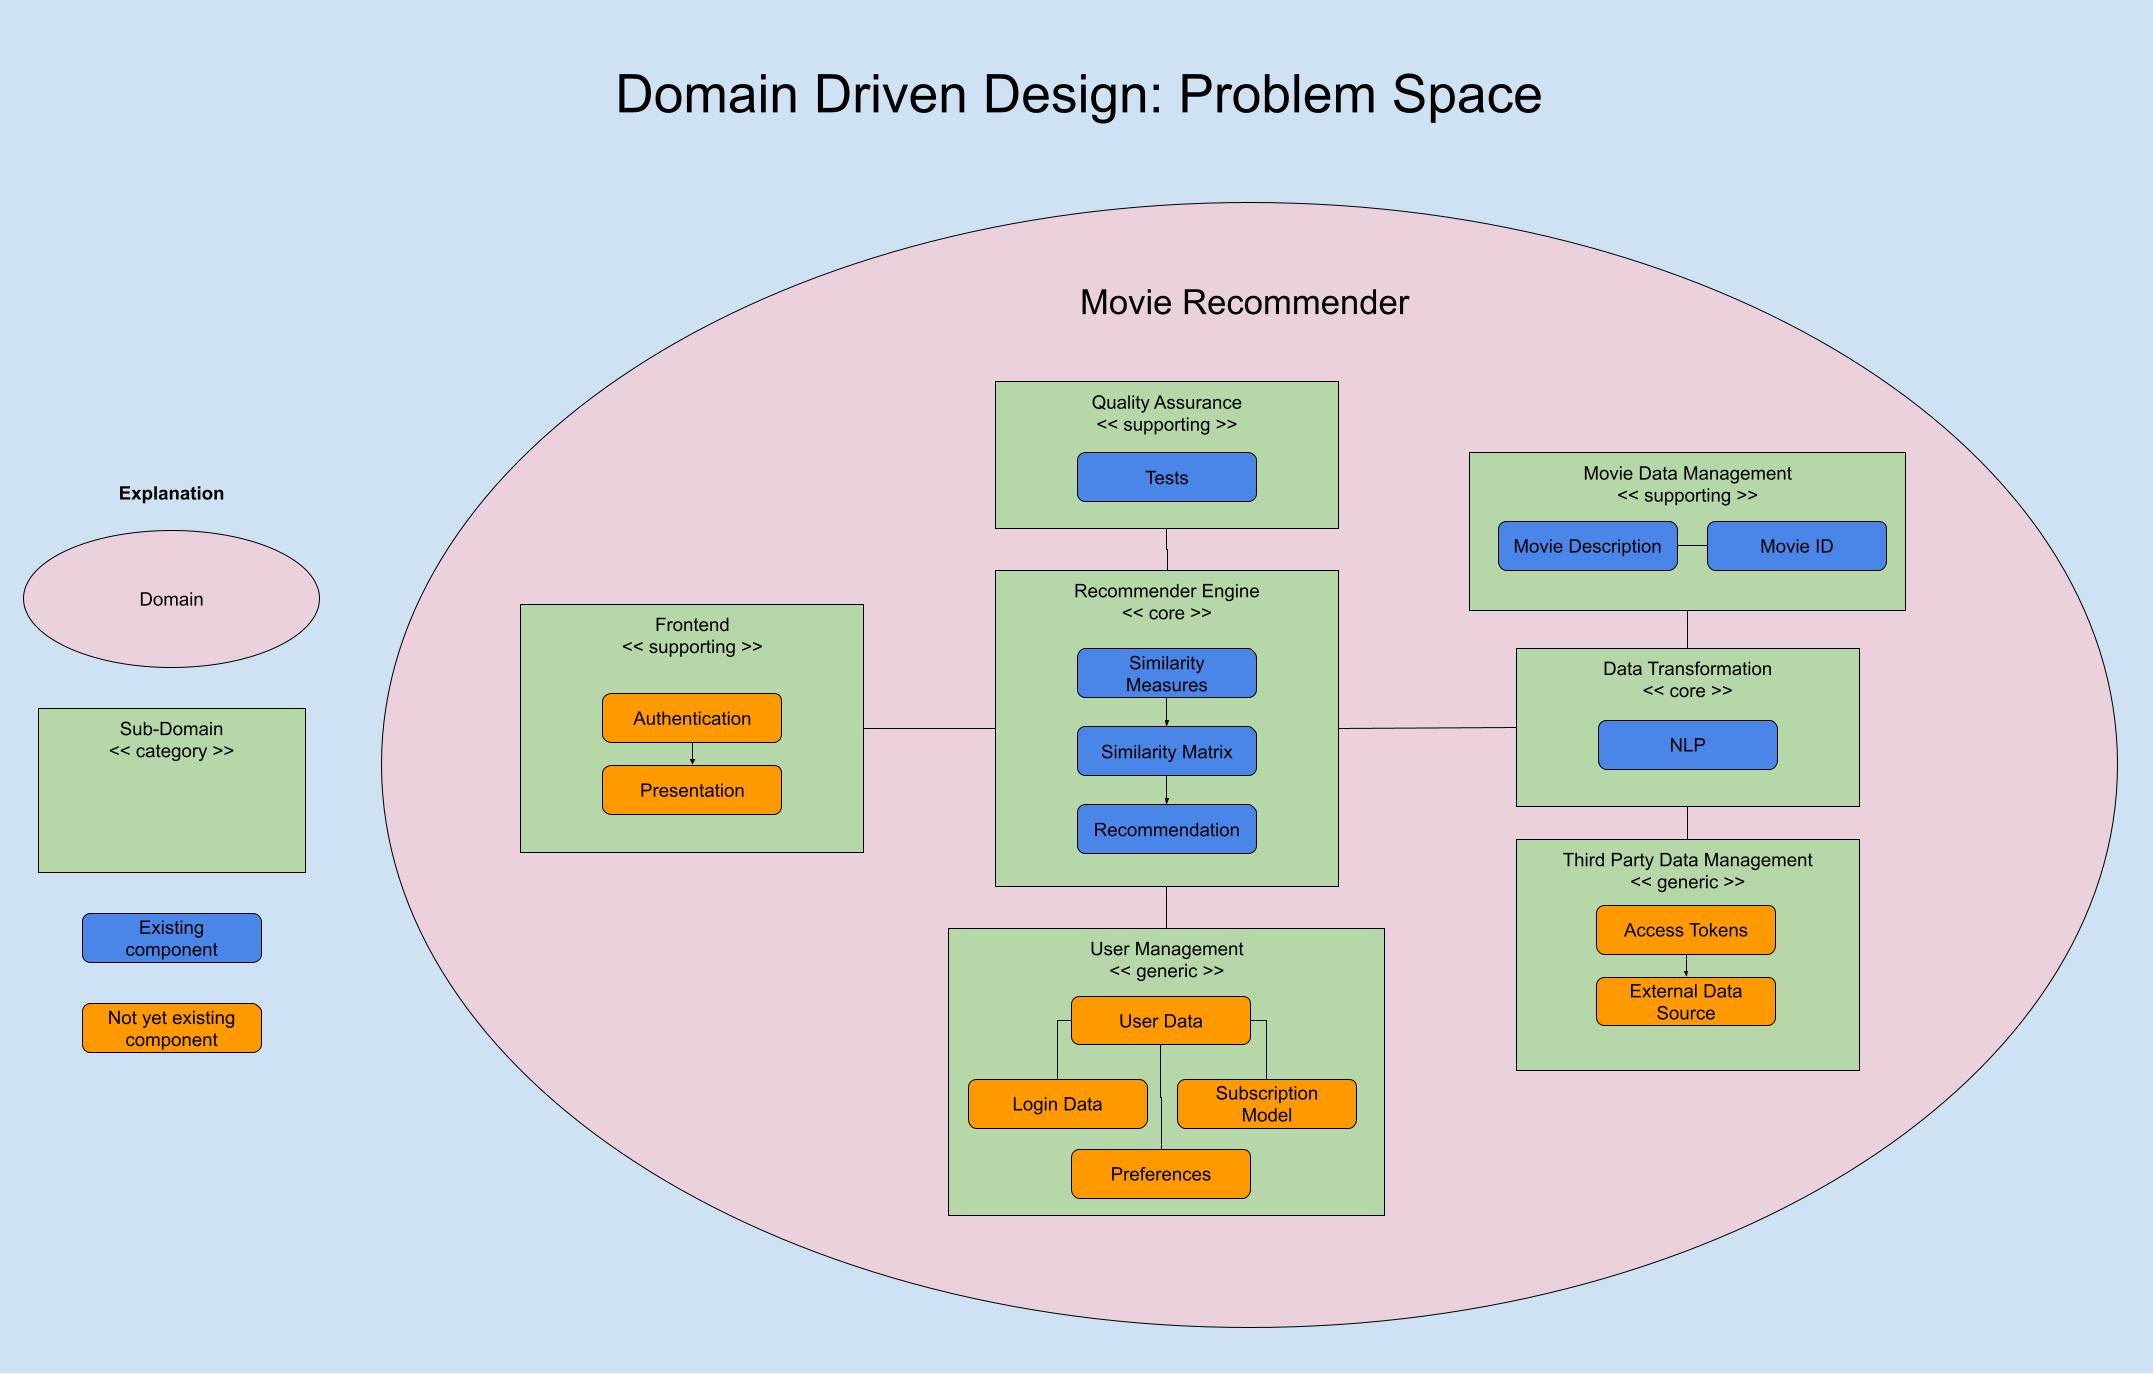 Domain Driven Design: Problem Space
Movie Recommender
Explanation
Domain
Sub-Domain
<< category >>
Existing
component
Not yet existing
component
Quality Assurance
<< supporting >>
Tests
Frontend
<< supporting >>
Authentication
Presentation
Recommender Engine
<< core >>
Similarity
Measures
Similarity Matrix
Recommendation
User Management
<< generic >>
User Data
Login Data
Subscription
Model
Preferences
Movie Data Management
<< supporting >>
Movie Description
Movie ID
Data Transformation
<< core >>
NLP
Third Party Data Management
<< generic >>
Access Tokens
External Data
Source